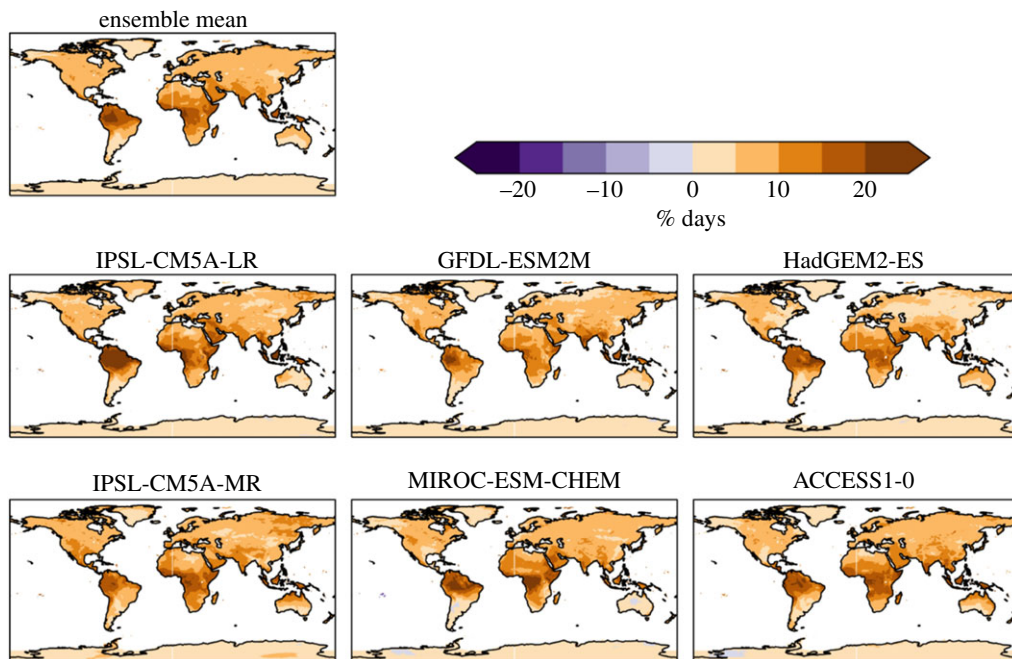 ensemble mean
–20 –10 0 10 20
% days
IPSL-CM5A-LR GFDL-ESM2M HadGEM2-ES
IPSL-CM5A-MR MIROC-ESM-CHEM ACCESS1-0